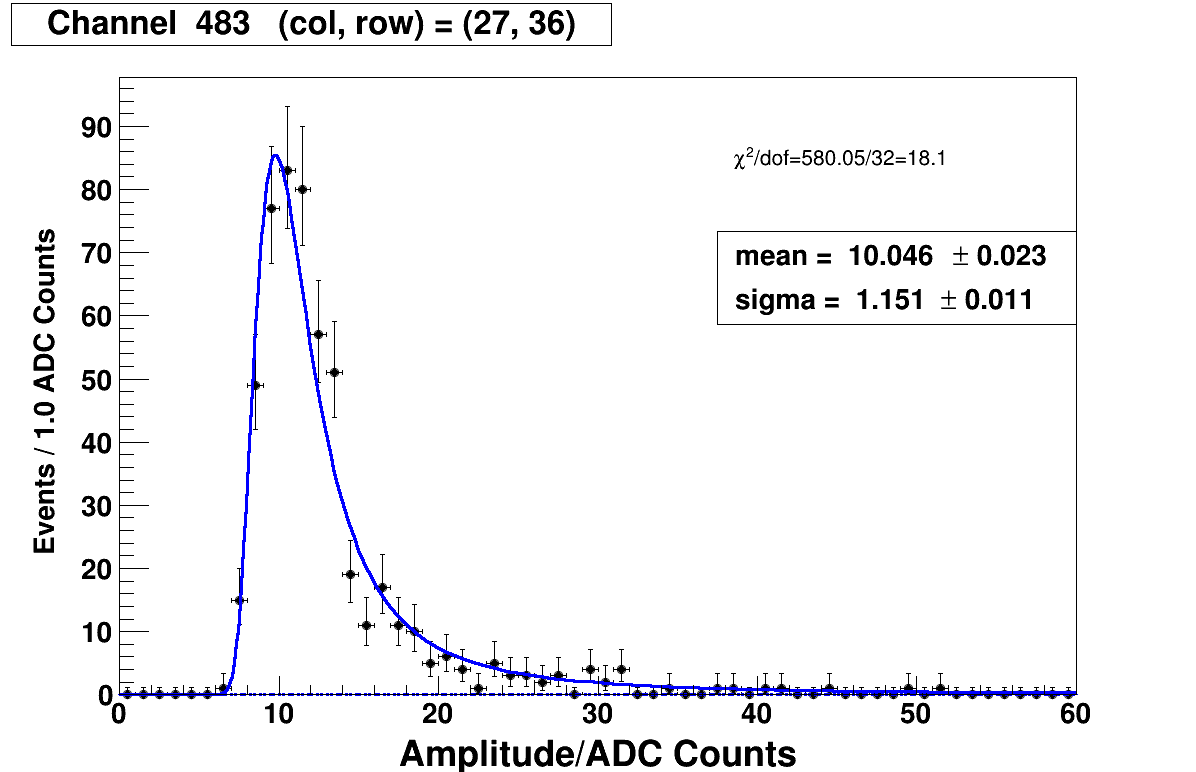 Channel 483 (col, row) = (27, 36)
χ²/dof=580.05/32=18.1
mean = 10.046 ± 0.023
sigma = 1.151 ± 0.011
Events / 1.0 ADC Counts
90
80
70
60
50
40
30
20
10
0
0 10 20 30 40 50 60
Amplitude/ADC Counts